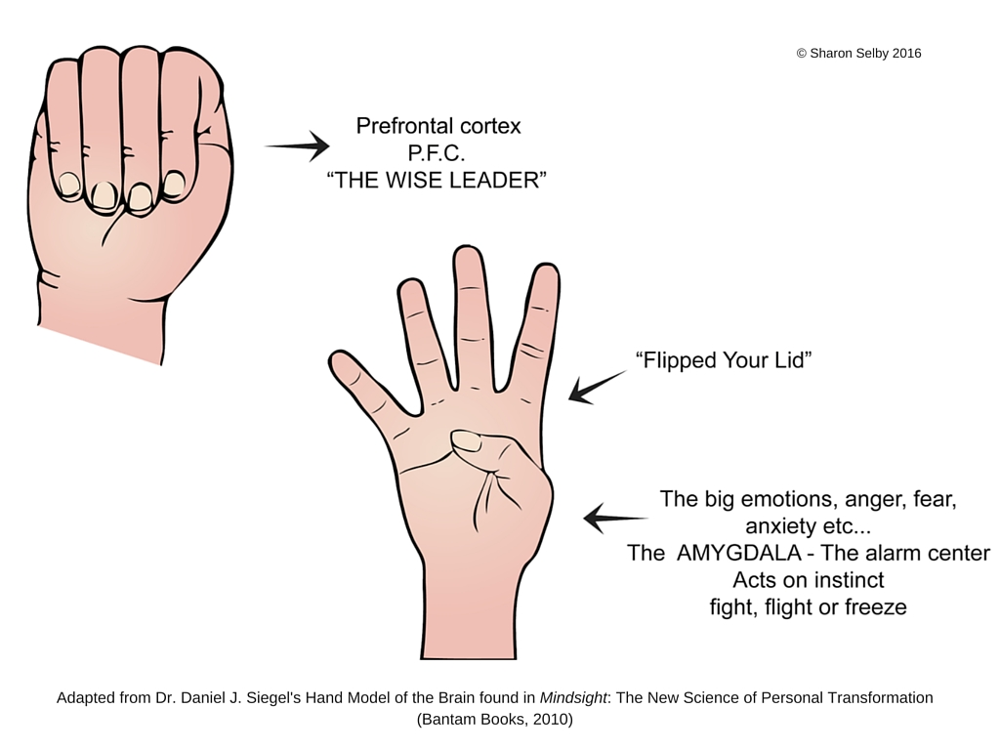 © Sharon Selby 2016
Prefrontal cortex
P.F.C.
“THE WISE LEADER”
“Flipped Your Lid”
The big emotions, anger, fear,
anxiety etc...
The AMYGDALA - The alarm center
Acts on instinct
fight, flight or freeze
Adapted from Dr. Daniel J. Siegel's Hand Model of the Brain found in Mindsight: The New Science of Personal Transformation
(Bantam Books, 2010)